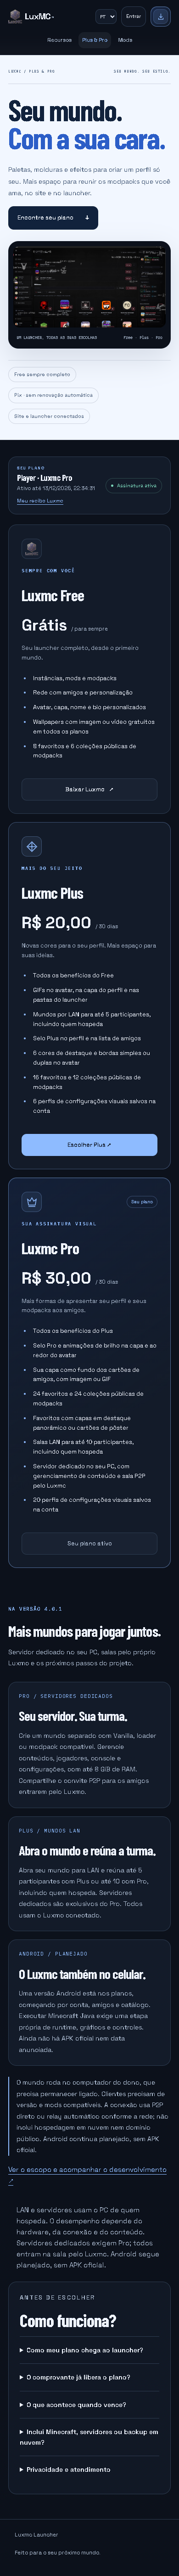 LuxMC
PT
Entrar
Recursos
Plus & Pro
Mods
LUXMC / PLUS & PRO
SEU MUNDO. SEU ESTILO.
Seu mundo.
Com a sua cara.
Paletas, molduras e efeitos para criar um perfil só
seu. Mais espaço para reunir os modpacks que você
ama, no site e no launcher.
Encontre seu plano ↓
UM LAUNCHER. TODAS AS SUAS ESCOLHAS
Free · Plus · Pro
Free sempre completo
Pix · sem renovação automática
Site e launcher conectados
SEU PLANO
Player · Luxmc Pro
Ativo até 13/12/2026, 22:34:31
Meu recibo Luxmc
Assinatura ativa
SEMPRE COM VOCÊ
Luxmc Free
Grátis / para sempre
Seu launcher completo, desde o primeiro
mundo.
Instâncias, mods e modpacks
Rede com amigos e personalização
Avatar, capa, nome e bio personalizados
Wallpapers com imagem ou vídeo gratuitos
em todos os planos
8 favoritos e 6 coleções públicas de
modpacks
Baixar Luxmc ↗
MAIS DO SEU JEITO
Luxmc Plus
R$ 20,00 / 30 dias
Novas cores para o seu perfil. Mais espaço para
suas ideias.
Todos os benefícios do Free
GIFs no avatar, na capa do perfil e nas
pastas do launcher
Mundos por LAN para até 5 participantes,
incluindo quem hospeda
Selo Plus no perfil e na lista de amigos
6 cores de destaque e bordas simples ou
duplas no avatar
16 favoritos e 12 coleções públicas de
modpacks
6 perfis de configurações visuais salvos na
conta
Escolher Plus ↗
Seu plano
SUA ASSINATURA VISUAL
Luxmc Pro
R$ 30,00 / 30 dias
Mais formas de apresentar seu perfil e seus
modpacks aos amigos.
Todos os benefícios do Plus
Selo Pro e animações de brilho na capa e ao
redor do avatar
Sua capa como fundo dos cartões de
amigos, com imagem ou GIF
24 favoritos e 24 coleções públicas de
modpacks
Favoritos com capas em destaque
panorâmico ou cartões de pôster
Salas LAN para até 10 participantes,
incluindo quem hospeda
Servidor dedicado no seu PC, com
gerenciamento de conteúdo e sala P2P
pelo Luxmc
20 perfis de configurações visuais salvos
na conta
Seu plano ativo
NA VERSÃO 4.0.1
Mais mundos para jogar juntos.
Servidor dedicado no seu PC, salas pelo próprio
Luxmc e os próximos passos do projeto.
PRO / SERVIDORES DEDICADOS
Seu servidor. Sua turma.
Crie um mundo separado com Vanilla, loader
ou modpack compatível. Gerencie
conteúdos, jogadores, console e
configurações, com até 8 GiB de RAM.
Compartilhe o convite P2P para os amigos
entrarem pelo Luxmc.
PLUS / MUNDOS LAN
Abra o mundo e reúna a turma.
Abra seu mundo para LAN e reúna até 5
participantes com Plus ou até 10 com Pro,
incluindo quem hospeda. Servidores
dedicados são exclusivos do Pro. Todos
usam o Luxmc conectado.
ANDROID / PLANEJADO
O Luxmc também no celular.
Uma versão Android está nos planos,
começando por conta, amigos e catálogo.
Executar Minecraft Java exige uma etapa
própria de runtime, gráficos e controles.
Ainda não há APK oficial nem data
anunciada.
O mundo roda no computador do dono, que
precisa permanecer ligado. Clientes precisam de
versão e mods compatíveis. A conexão usa P2P
direto ou relay automático conforme a rede; não
inclui hospedagem em nuvem nem domínio
público. Android continua planejado, sem APK
oficial.
Ver o escopo e acompanhar o desenvolvimento
↗
LAN e servidores usam o PC de quem
hospeda. O desempenho depende do
hardware, da conexão e do conteúdo.
Servidores dedicados exigem Pro; todos
entram na sala pelo Luxmc. Android segue
planejado, sem APK oficial.
ANTES DE ESCOLHER
Como funciona?
Como meu plano chega ao launcher?
O comprovante já libera o plano?
O que acontece quando vence?
Inclui Minecraft, servidores ou backup em
nuvem?
Privacidade e atendimento
Luxmc Launcher
Feito para o seu próximo mundo.